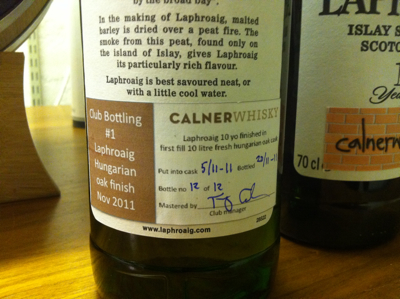 by the broad bay".
In the making of Laphroaig, malted
barley is dried over a peat fire. The
smoke from this peat, found only on
the island of Islay, gives Laphroaig
its particularly rich flavour.
Laphroaig is best savoured neat, or
with a little cool water.
Club Bottling
#1
Laphroaig
Hungarian
oak finish
Nov 2011
CALNERWHISKY
Laphroaig 10 yo finished in
first fill 10 litre fresh hungarian oak cask
Put into cask 5/11-11 Bottled 20/11-11
Bottle no 12 of 12
Mastered by
Club manager
www.laphroaig.com
ISLAY S
SCOTC
1
Yea
calnerw
70 cl